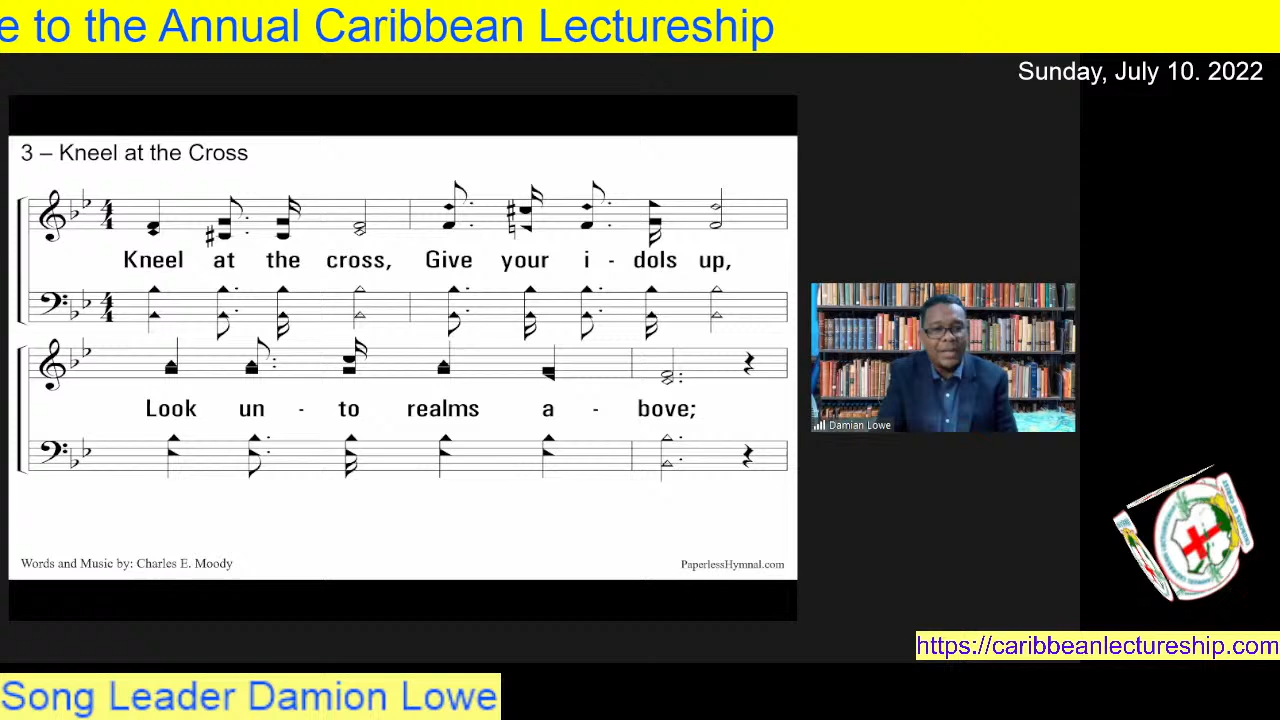 e to the Annual Caribbean Lectureship
Sunday, July 10. 2022
3 – Kneel at the Cross
Kneel at the cross, Give your i - dols up,
Look un - to realms a - bove;
Words and Music by: Charles E. Moody
PaperlessHymnal.com
Damian Lowe
https://caribbeanlectureship.com
Song Leader Damion Lowe